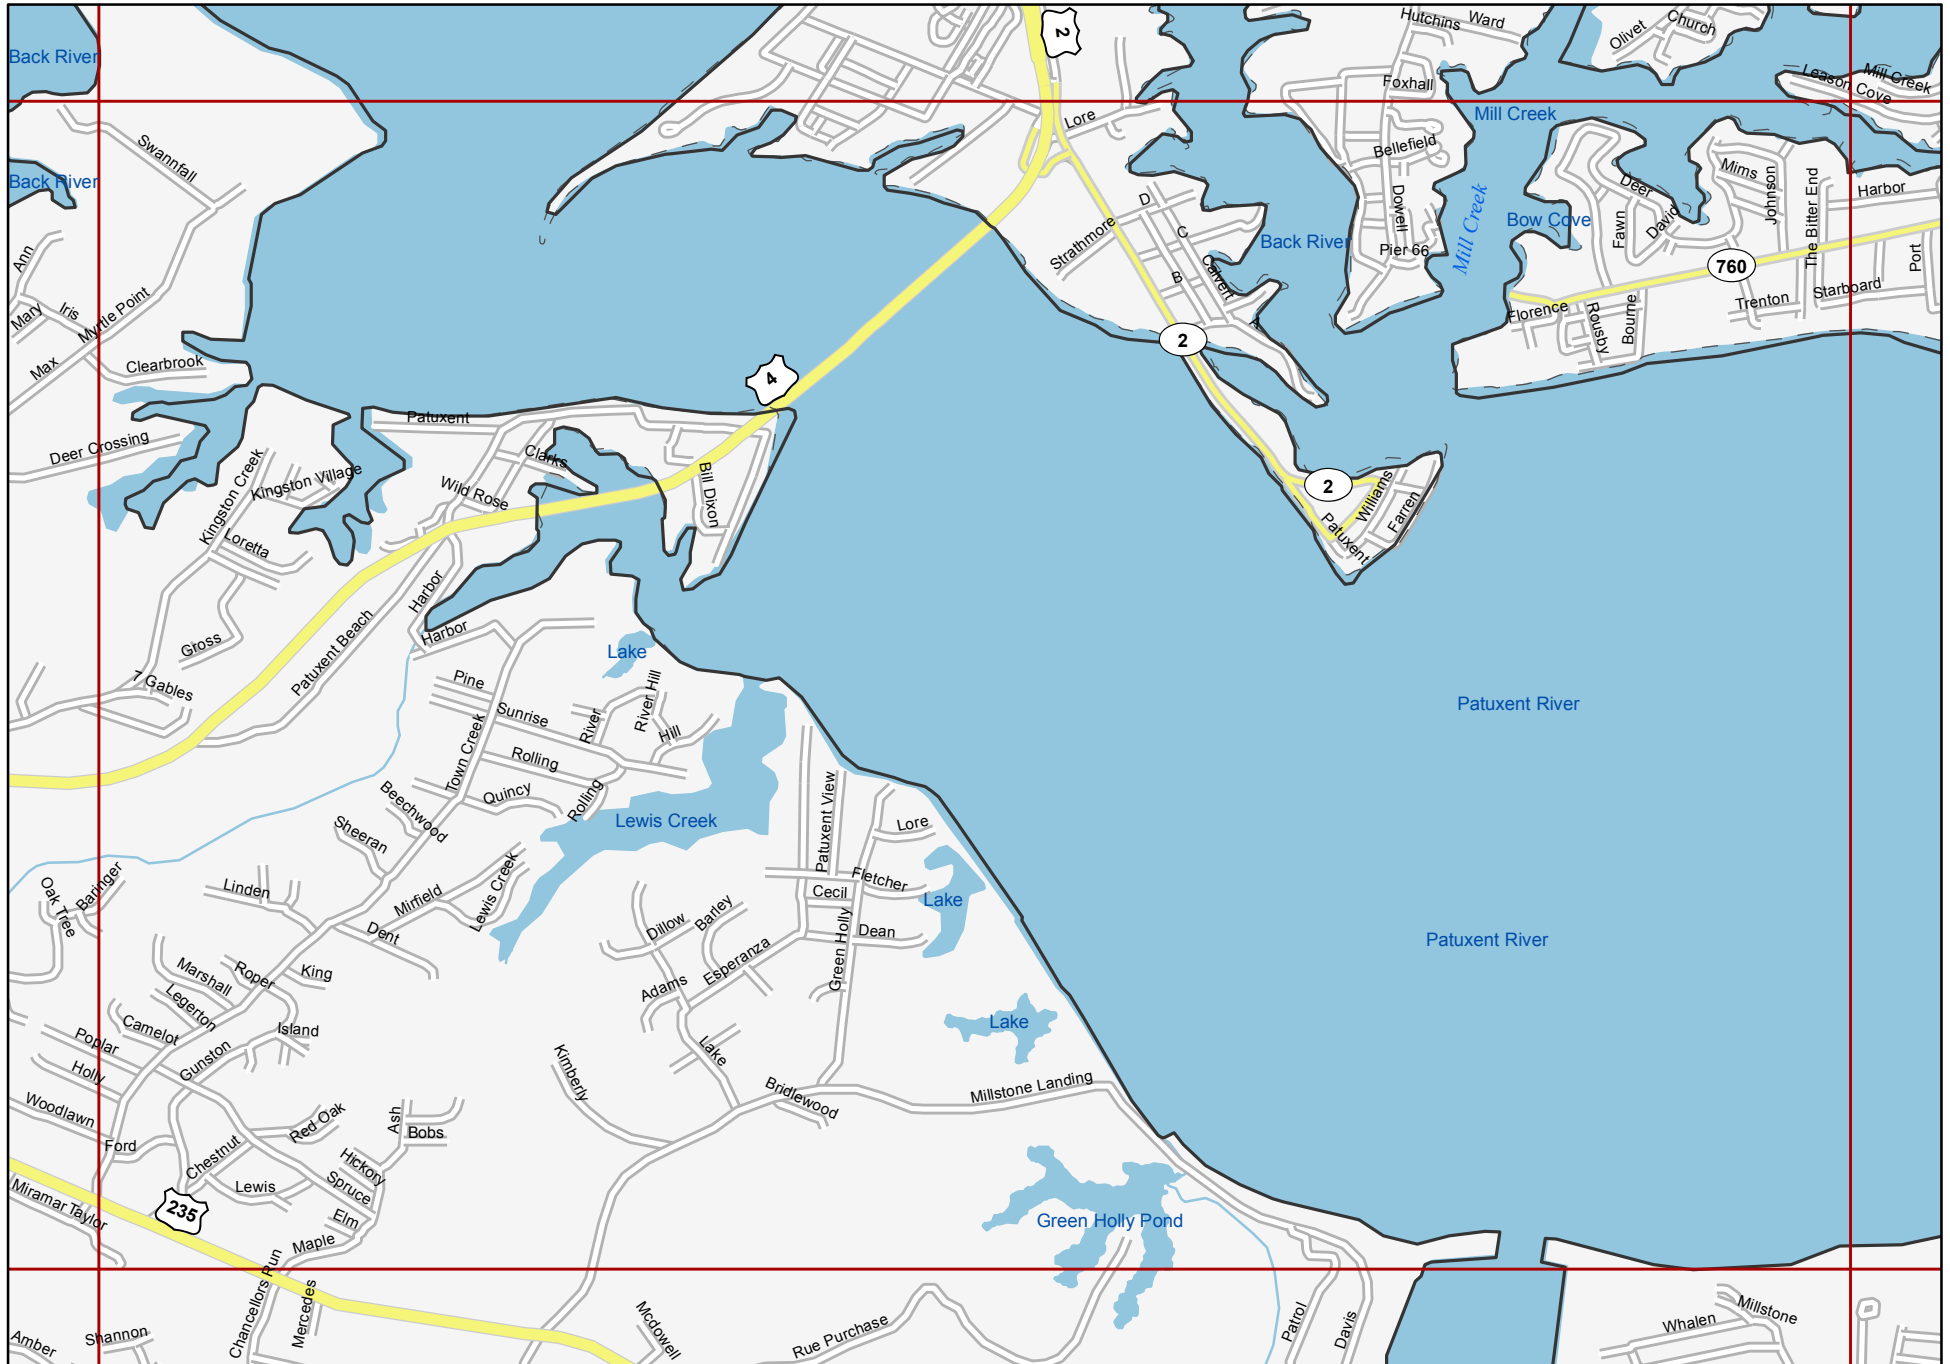 2
Hutchins
Ward
Olivet
Church
Back River
Foxhall
Leason Cove
Mill Creek
Mill Creek
Lore
Swannfall
Bellefield
Mims
Johnson
The Bitter End
Harbor
Back River
Deer
David
Fawn
Dowell
Mill Creek
Bow Cove
D
C
Strathmore
Calvert
B
A
Back River
Pier 66
760
Port
Ann
Mary
Iris
Myrtle Point
Max
Clearbrook
Trenton
Starboard
Florence
Rousby
Bourne
2
4
Patuxent
Deer Crossing
Clarks
Kingston Creek
Kingston Village
Wild Rose
Bill Dixon
2
Williams
Farren
Patuxent
Loretta
Harbor
Patuxent Beach
Gross
Harbor
Lake
7 Gables
Pine
Sunrise
River
River Hill
Hill
Patuxent River
Town Creek
Rolling
Rolling
Quincy
Beechwood
Sheeran
Lewis Creek
Patuxent View
Lore
Fletcher
Cecil
Lake
Oak Tree
Baringer
Linden
Mirfield
Lewis Creek
Dent
Dillow
Barley
Green Holly
Dean
Patuxent River
Esperanza
Adams
Marshall
Roper
King
Legerton
Camelot
Island
Poplar
Gunston
Holly
Lake
Lake
Kimberly
Bridlewood
Millstone Landing
Woodlawn
Ford
Red Oak
Ash
Bobs
Chestnut
Hickory
Spruce
Lewis
Elm
Maple
Miramar
Taylor
235
Green Holly Pond
Chancellors Run
Mercedes
Amber
Shannon
Mcdowell
Rue Purchase
Patrol
Davis
Whalen
Millstone